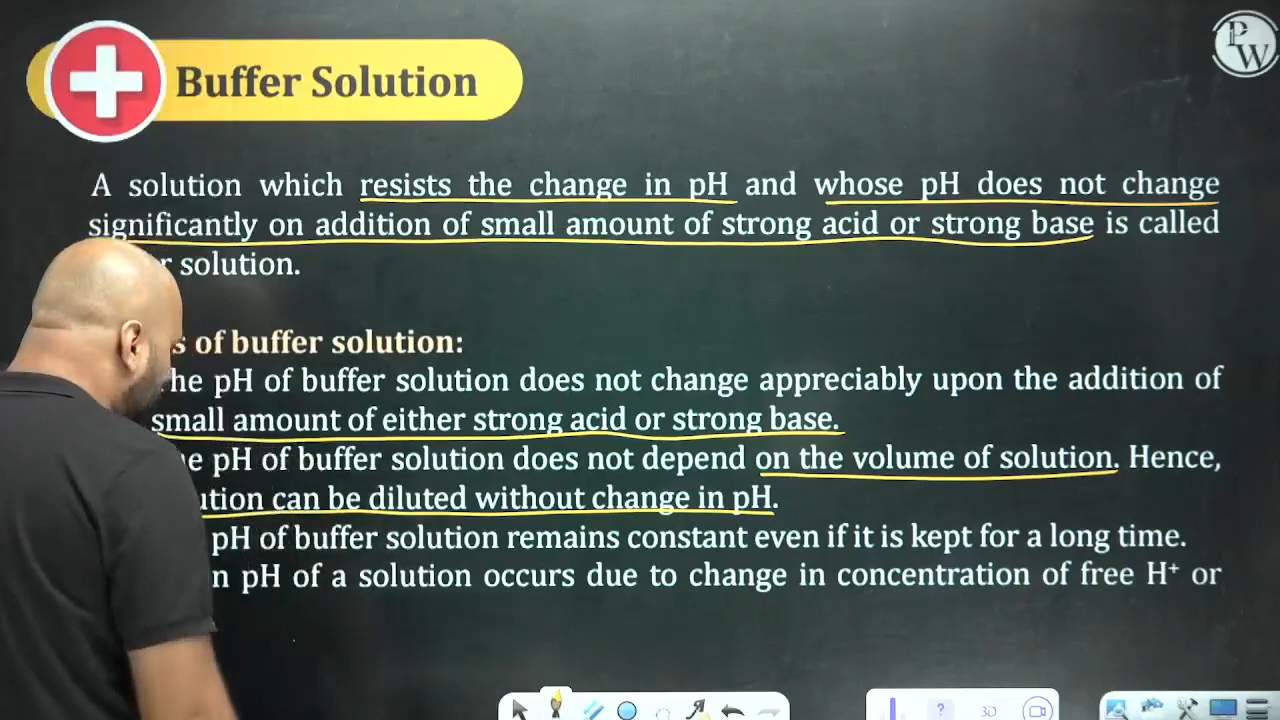 Buffer Solution
PW
A solution which resists the change in pH and whose pH does not change
significantly on addition of small amount of strong acid or strong base is called
solution.
of buffer solution:
The pH of buffer solution does not change appreciably upon the addition of
small amount of either strong acid or strong base.
pH of buffer solution does not depend on the volume of solution. Hence,
can be diluted without change in pH.
pH of buffer solution remains constant even if it is kept for a long time.
pH of a solution occurs due to change in concentration of free H⁺ or
?
3D